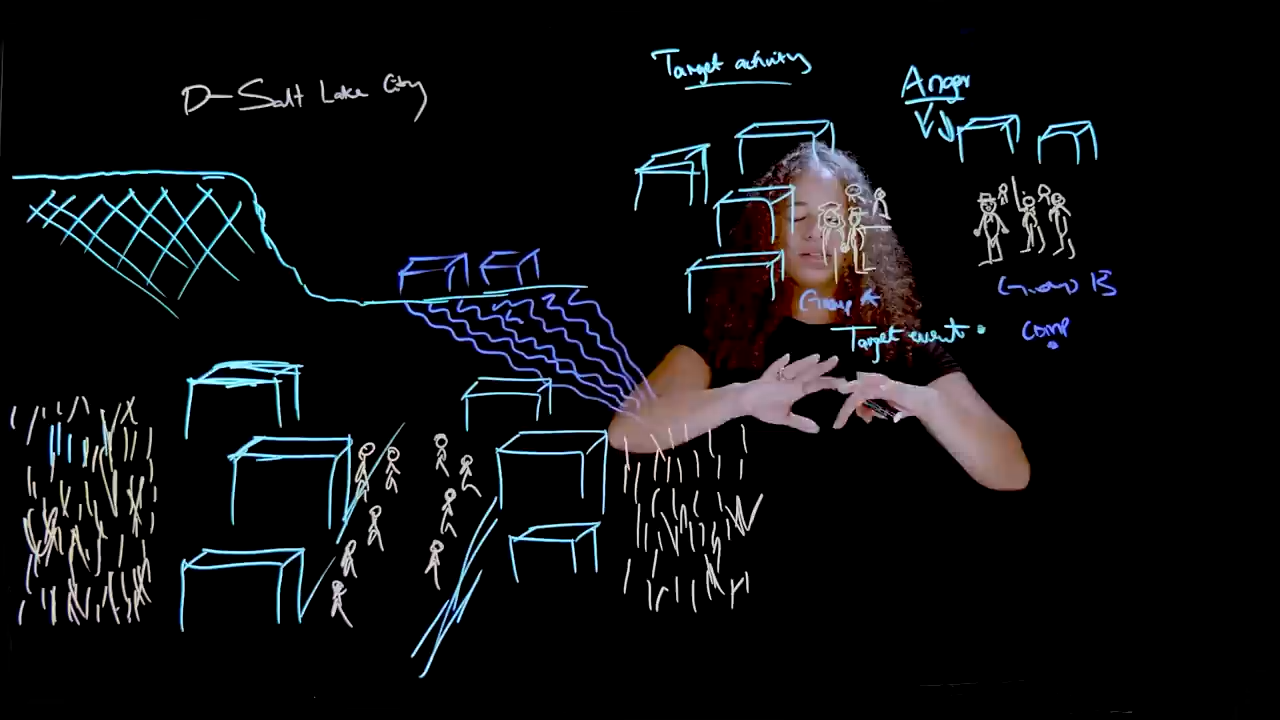 D-Salt Lake City
Target activity
Anger
Group A
Group B
Target event
comp